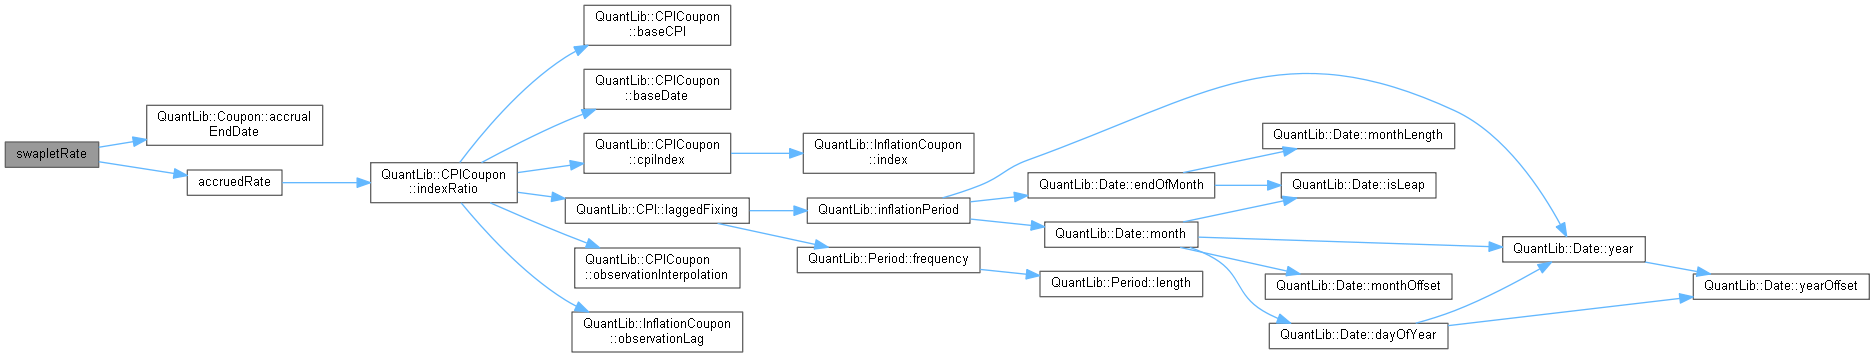 swapletRate
QuantLib::Coupon::accrual
EndDate
accruedRate
QuantLib::CPICoupon
::indexRatio
QuantLib::CPICoupon
::baseCPI
QuantLib::CPICoupon
::baseDate
QuantLib::CPICoupon
::cpiIndex
QuantLib::CPI::laggedFixing
QuantLib::CPICoupon
::observationInterpolation
QuantLib::InflationCoupon
::observationLag
QuantLib::InflationCoupon
::index
QuantLib::inflationPeriod
QuantLib::Period::frequency
QuantLib::Date::endOfMonth
QuantLib::Date::month
QuantLib::Period::length
QuantLib::Date::monthLength
QuantLib::Date::isLeap
QuantLib::Date::monthOffset
QuantLib::Date::dayOfYear
QuantLib::Date::year
QuantLib::Date::yearOffset